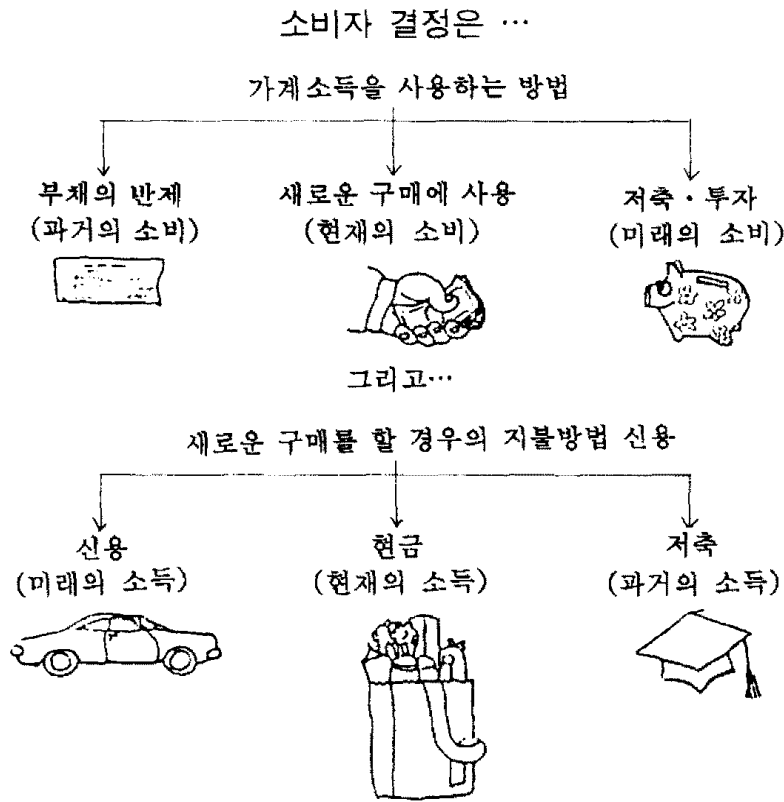 소비자 결정은 …
가계소득을 사용하는 방법
부채의 반제 새로운 구매에 사용 저축·투자
(과거의 소비) (현재의 소비) (미래의 소비)
그리고…
새로운 구매를 할 경우의 지불방법 신용
신용 현금 저축
(미래의 소득) (현재의 소득) (과거의 소득)